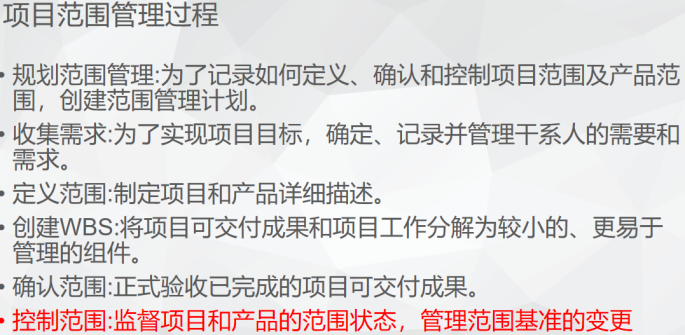 项目范围管理过程
• 规划范围管理:为了记录如何定义、确认和控制项目范围及产品范
围，创建范围管理计划。
• 收集需求:为了实现项目目标，确定、记录并管理干系人的需要和
需求。
• 定义范围:制定项目和产品详细描述。
• 创建WBS:将项目可交付成果和项目工作分解为较小的、更易于
管理的组件。
• 确认范围:正式验收已完成的项目可交付成果。
• 控制范围:监督项目和产品的范围状态，管理范围基准的变更